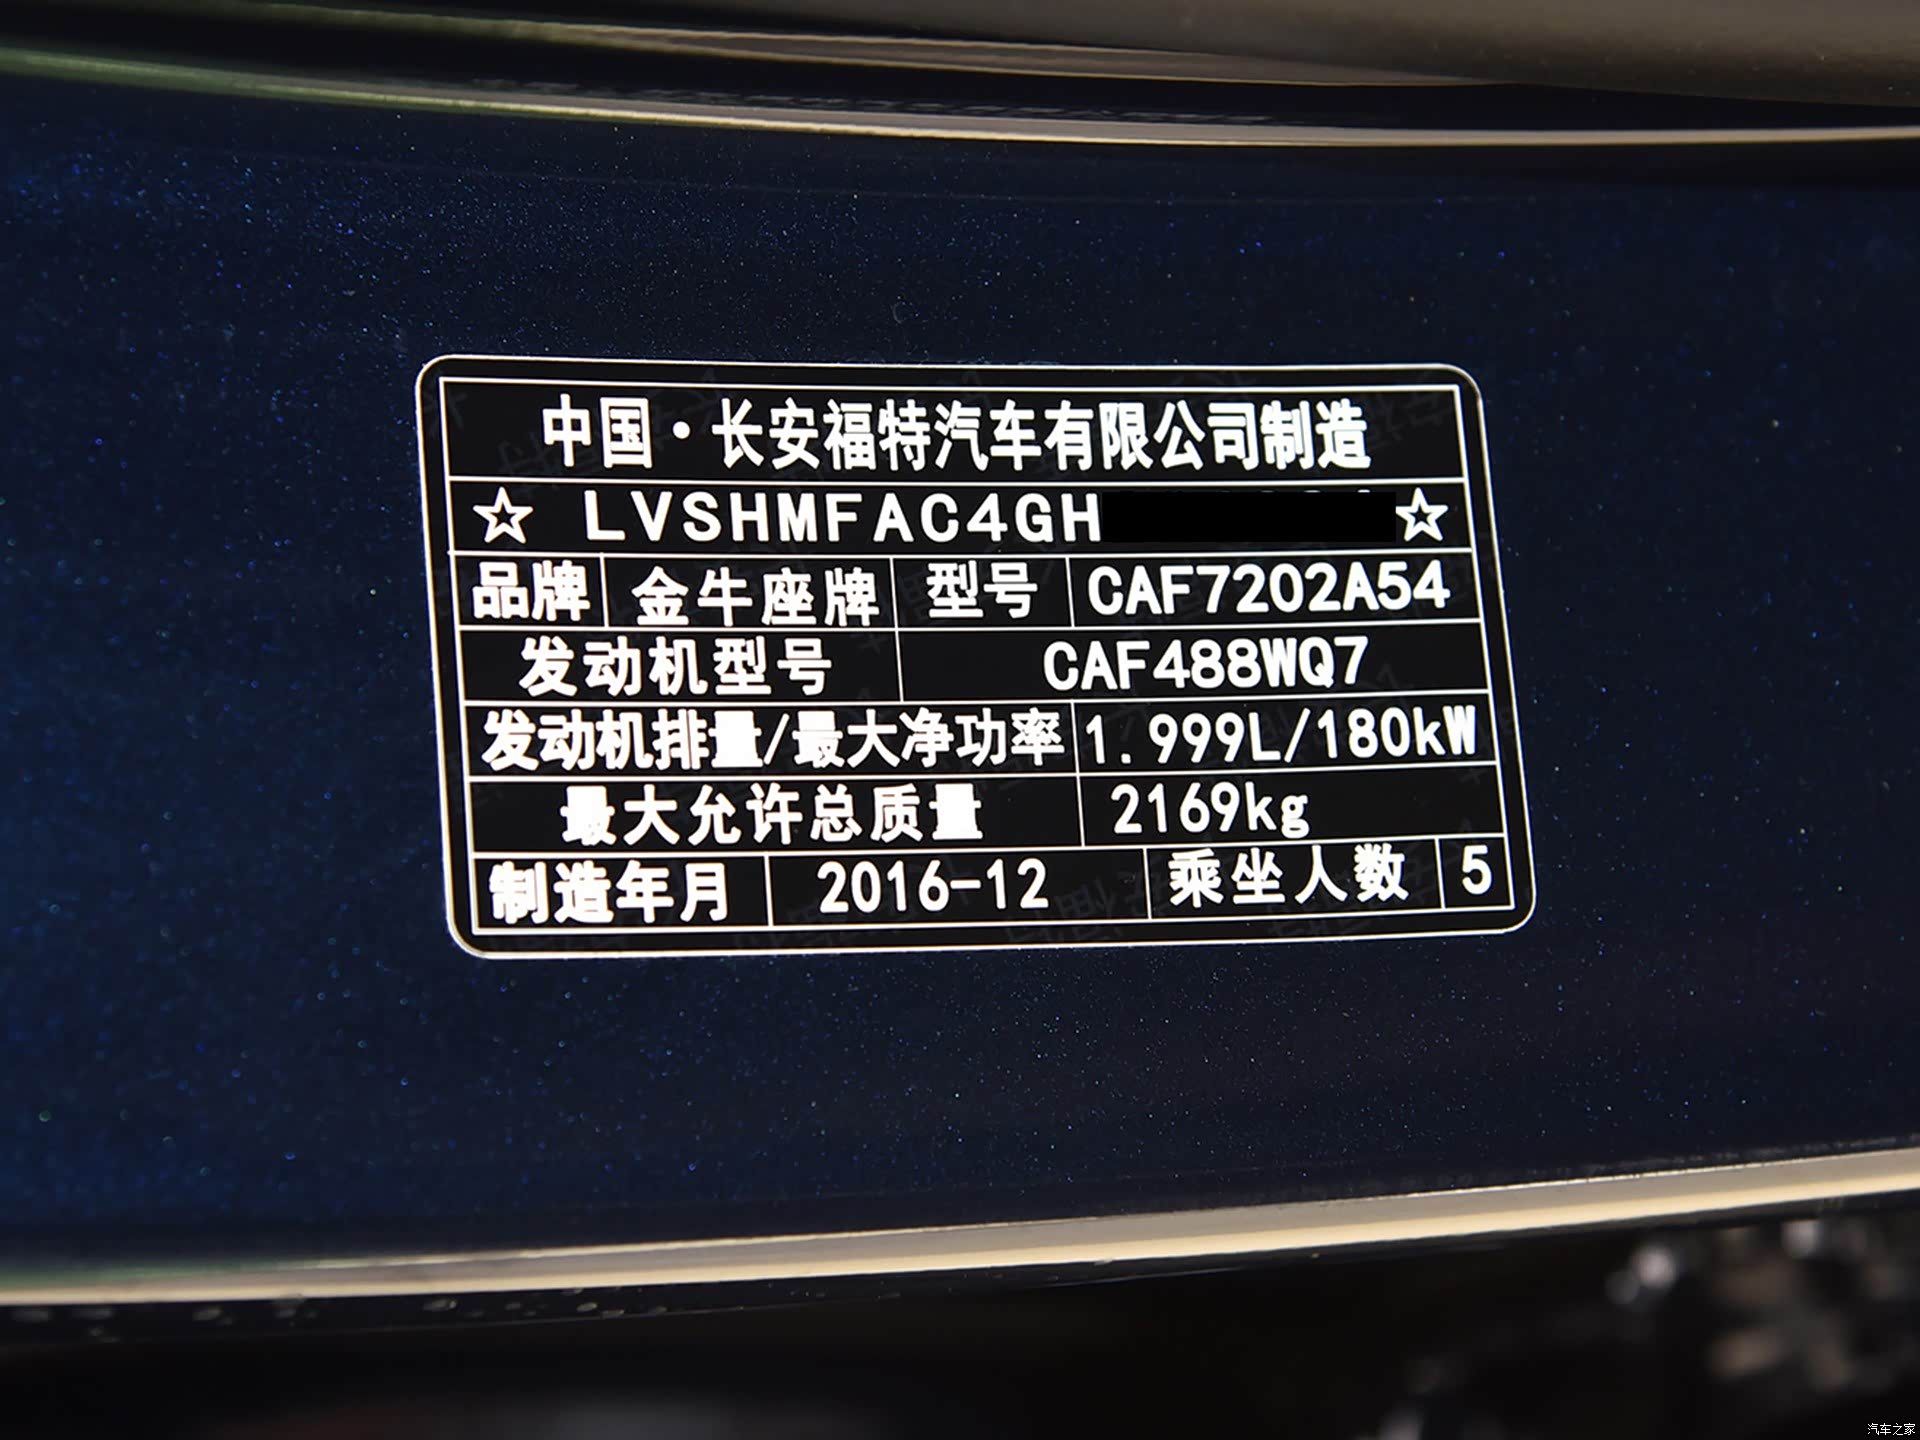 中国·长安福特汽车有限公司制造
☆ LVSHMFAC4GH ☆
品牌 金牛座牌 型号 CAF7202A54
发动机型号 CAF488WQ7
发动机排量/最大净功率 1.999L/180kW
最大允许总质量 2169kg
制造年月 2016-12 乘坐人数 5
汽车之家